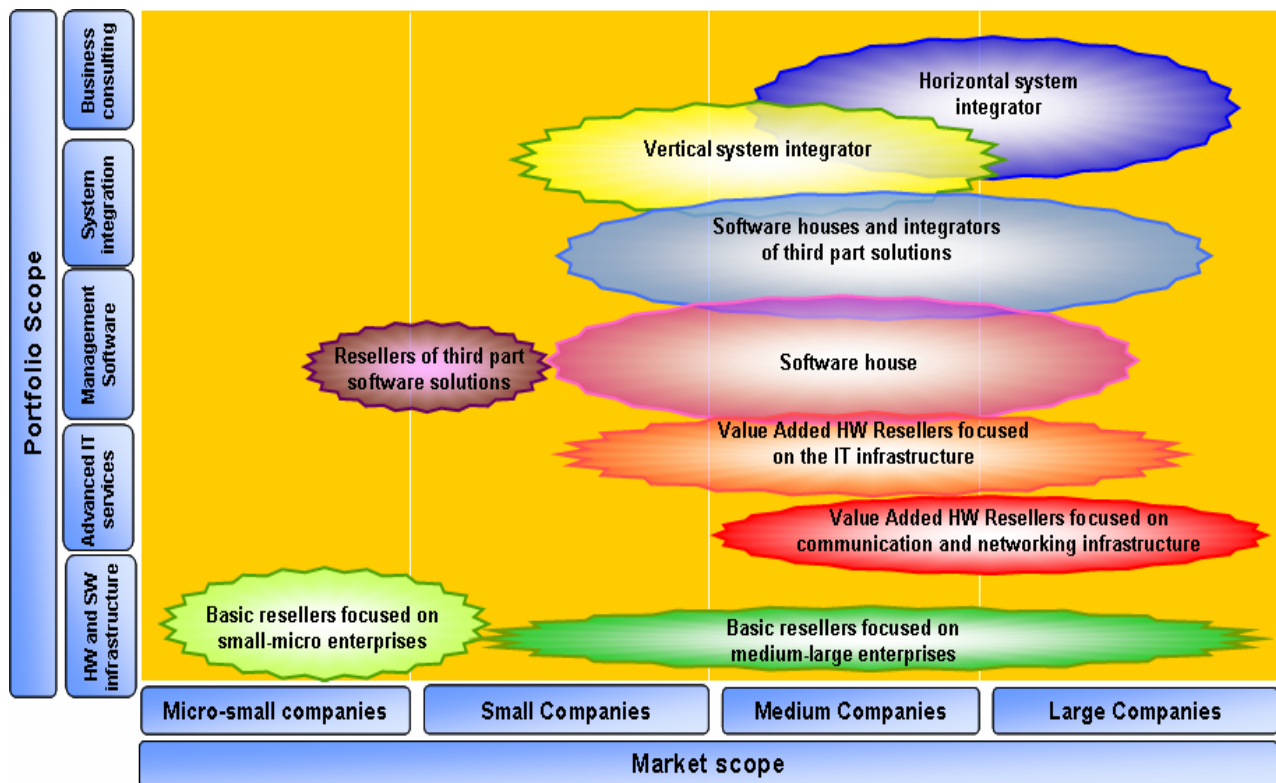 Portfolio Scope
Business
consulting
System
integration
Management
Software
Advanced IT
services
HW and SW
infrastructure
Horizontal system
integrator
Vertical system integrator
Software houses and integrators
of third part solutions
Resellers of third part
software solutions
Software house
Value Added HW Resellers focused
on the IT infrastructure
Value Added HW Resellers focused on
communication and networking infrastructure
Basic resellers focused on
small-micro enterprises
Basic resellers focused on
medium-large enterprises
Micro-small companies
Small Companies
Medium Companies
Large Companies
Market scope